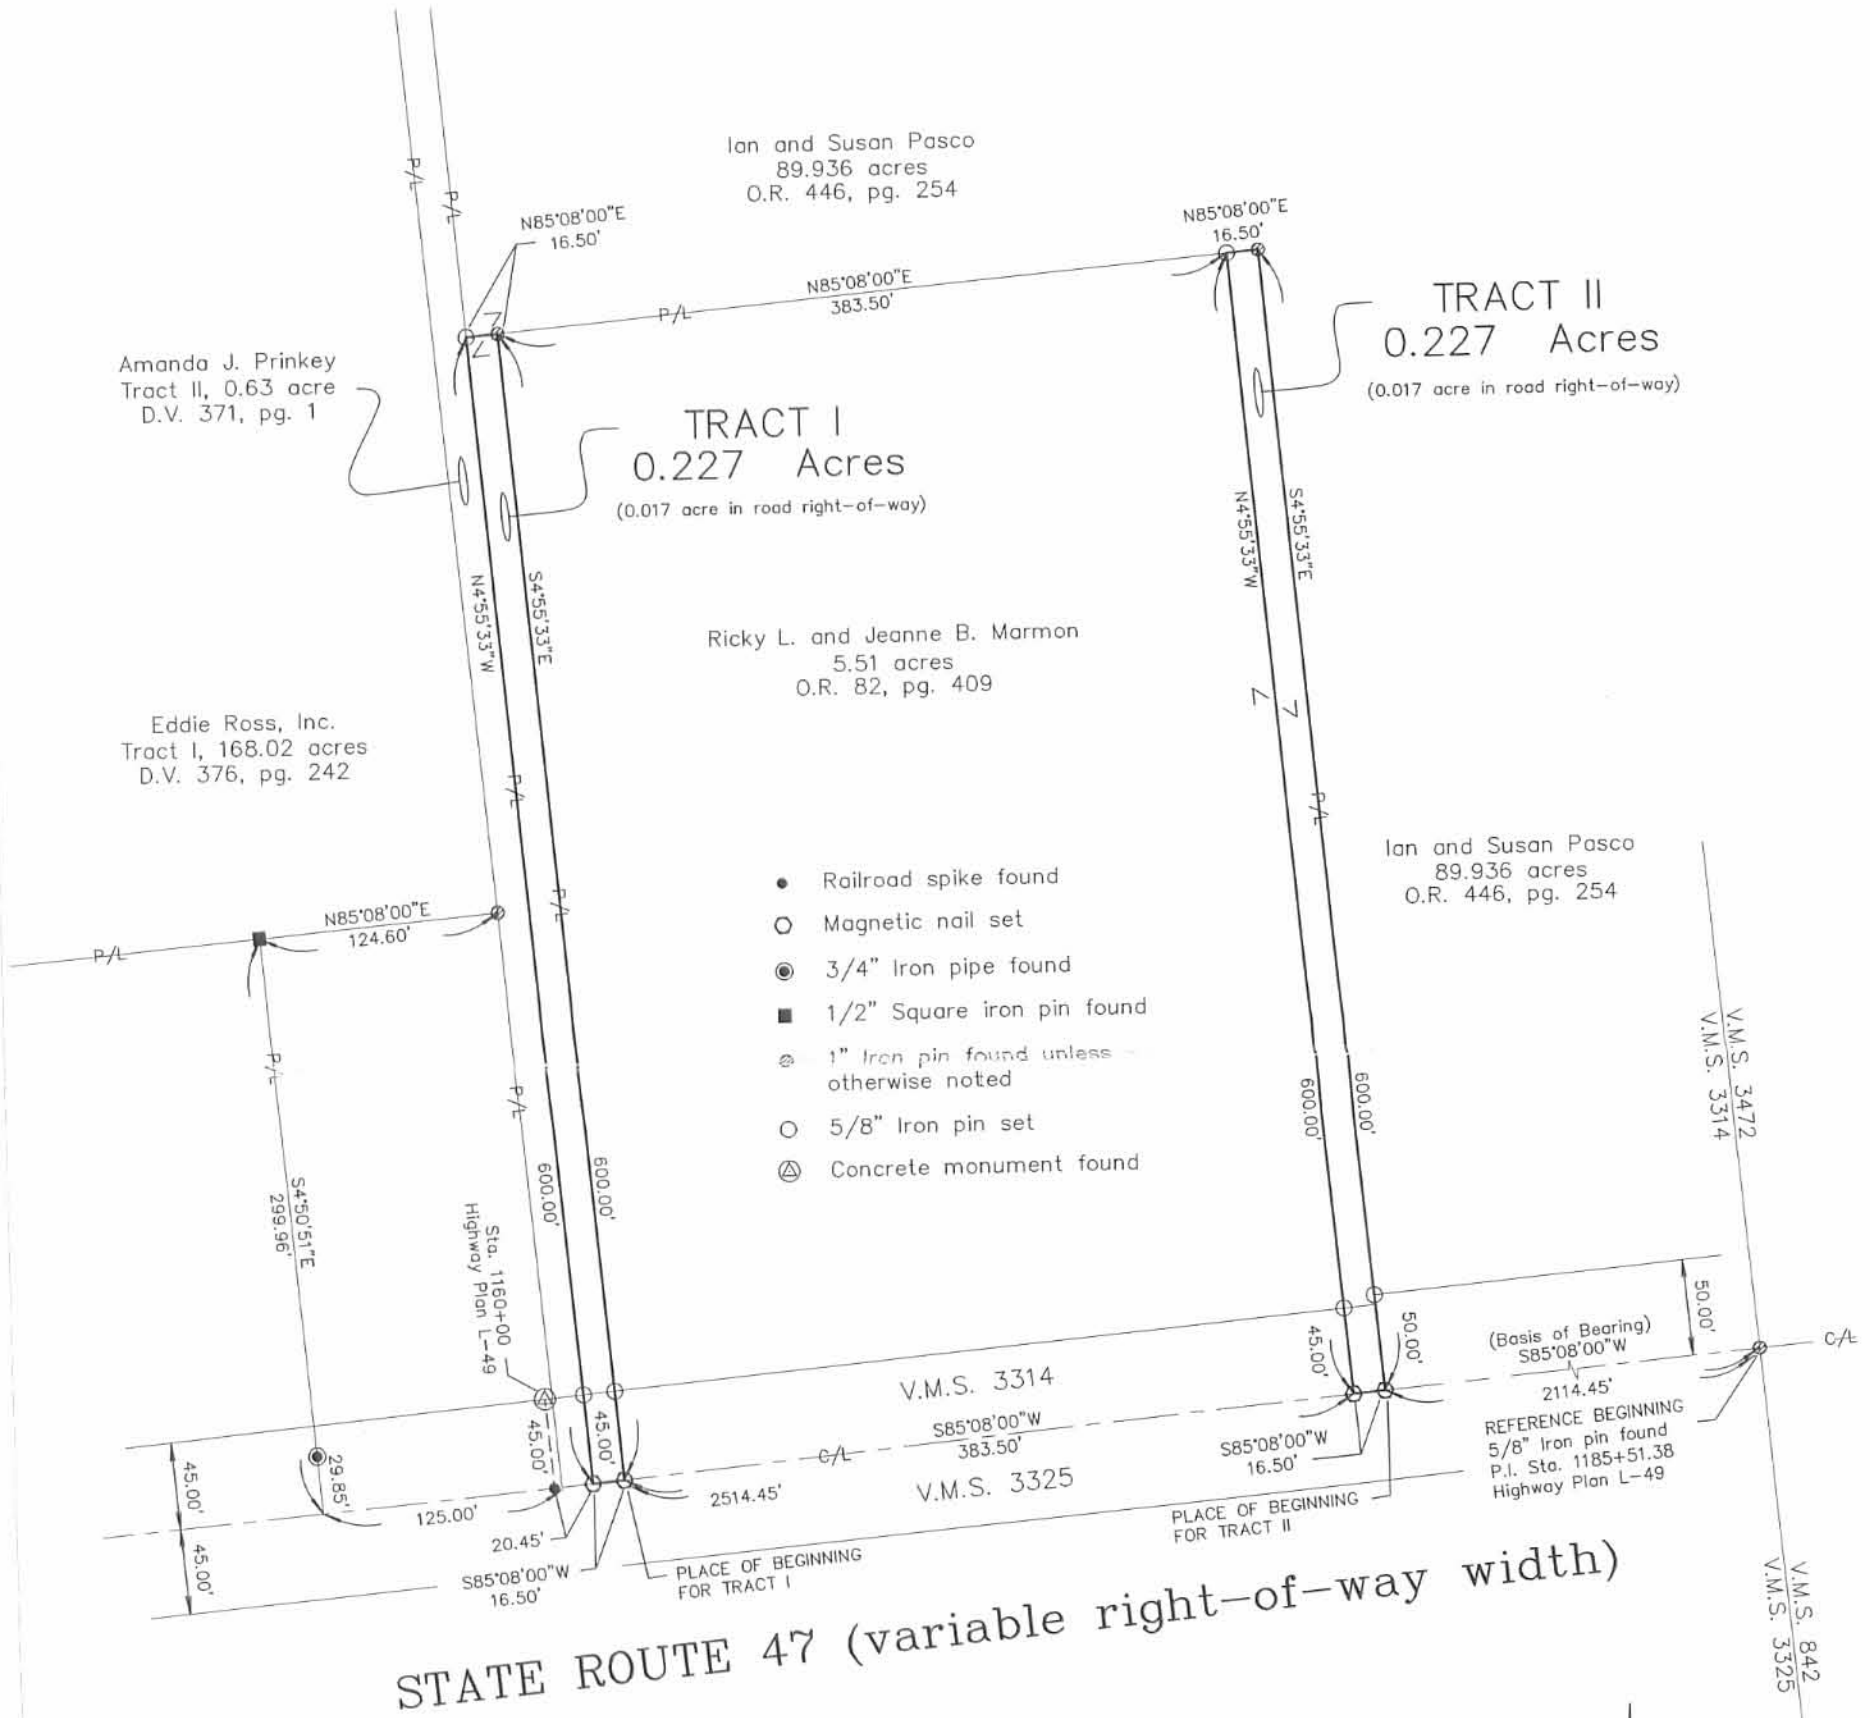 Ian and Susan Pasco
89.936 acres
O.R. 446, pg. 254
P/L
P/L
N85°08'00"E
16.50'
N85°08'00"E
16.50'
N85°08'00"E
383.50'
P/L
TRACT II
0.227 Acres
(0.017 acre in road right-of-way)
Amanda J. Prinkey
Tract II, 0.63 acre
D.V. 371, pg. 1
TRACT I
0.227 Acres
(0.017 acre in road right-of-way)
N4°55'33"W
S4°55'33"E
N4°55'33"W
S4°55'33"E
Ricky L. and Jeanne B. Marmon
5.51 acres
O.R. 82, pg. 409
Eddie Ross, Inc.
Tract I, 168.02 acres
D.V. 376, pg. 242
P/L
P/L
P/L
Ian and Susan Pasco
89.936 acres
O.R. 446, pg. 254
N85°08'00"E
124.60'
P/L
Railroad spike found
Magnetic nail set
3/4" Iron pipe found
1/2" Square iron pin found
1" Iron pin found unless
otherwise noted
5/8" Iron pin set
Concrete monument found
P/L
P/L
S4°50'51"E
299.96'
600.00'
600.00'
600.00'
600.00'
V.M.S. 3472
V.M.S. 3314
Sta. 1160+00
Highway Plan L-49
50.00'
45.00'
50.00'
(Basis of Bearing)
S85°08'00"W
2114.45'
C/L
REFERENCE BEGINNING
5/8" Iron pin found
P.I. Sta. 1185+51.38
Highway Plan L-49
V.M.S. 3314
S85°08'00"W
383.50'
C/L
V.M.S. 3325
S85°08'00"W
16.50'
45.00'
45.00'
29.85'
45.00'
45.00'
125.00'
20.45'
2514.45'
S85°08'00"W
16.50'
PLACE OF BEGINNING
FOR TRACT I
PLACE OF BEGINNING
FOR TRACT II
V.M.S. 842
V.M.S. 3325
STATE ROUTE 47 (variable right-of-way width)